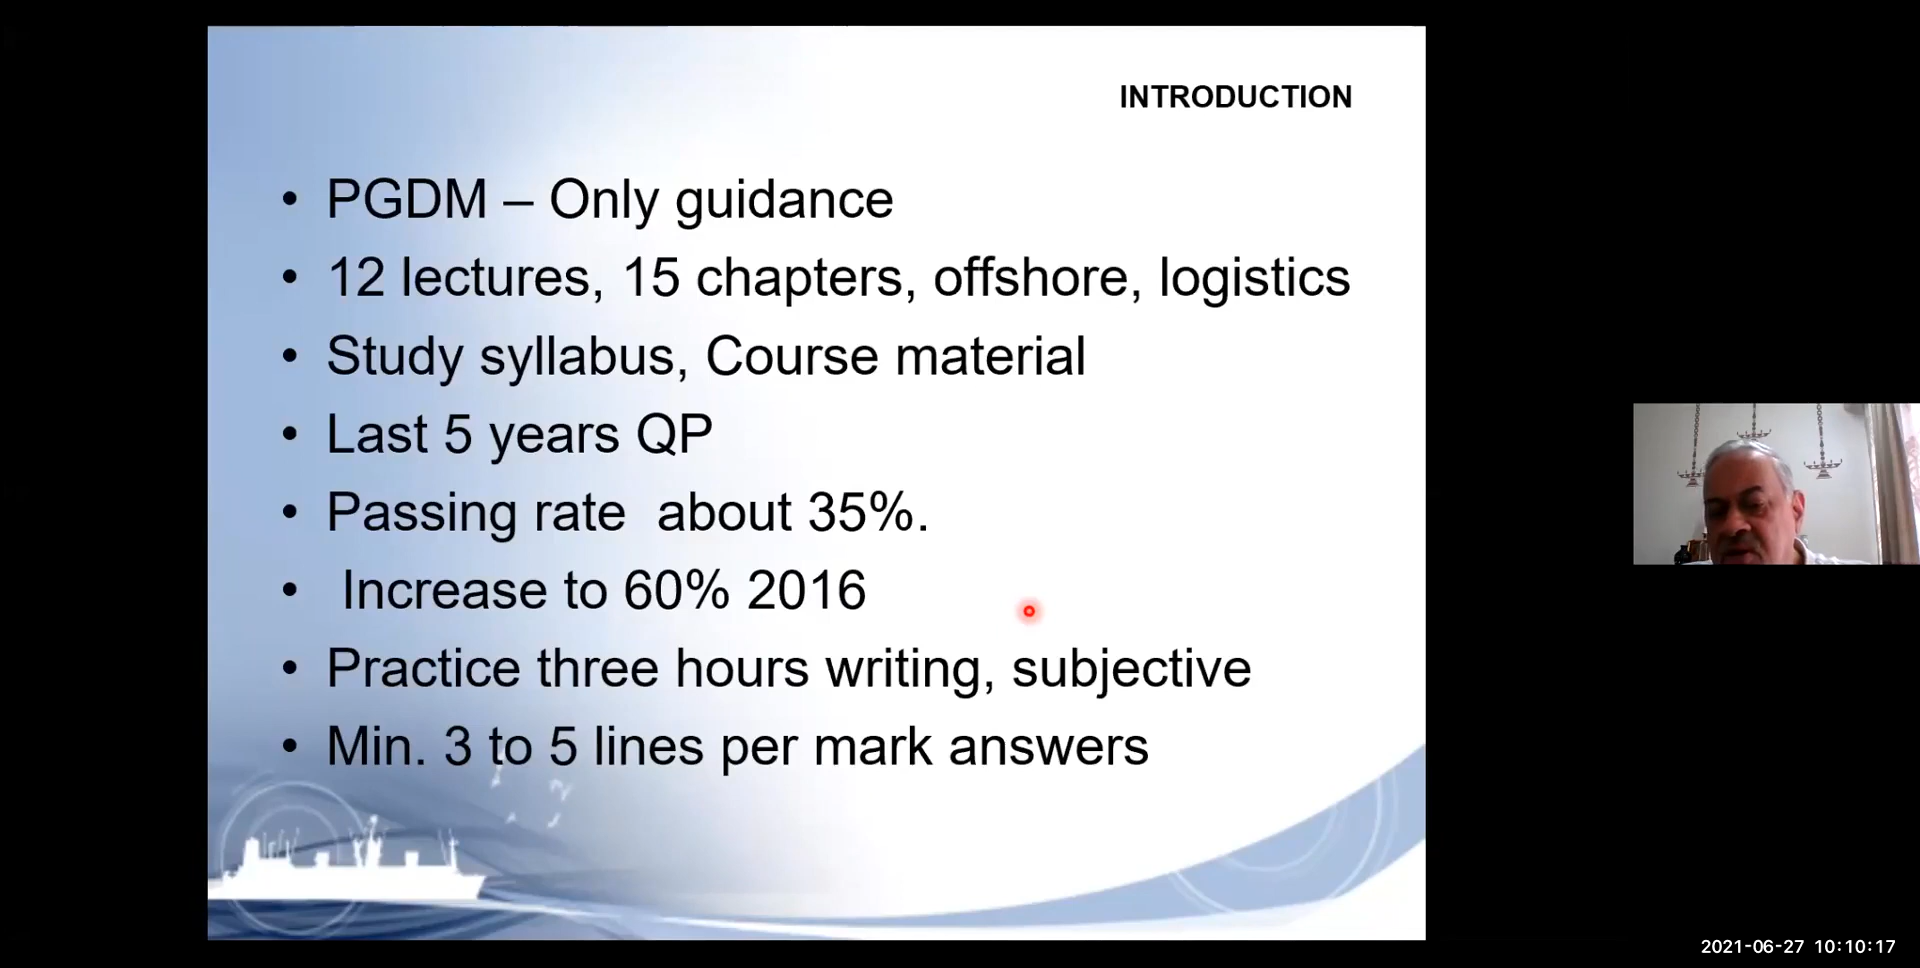 INTRODUCTION
• PGDM – Only guidance
• 12 lectures, 15 chapters, offshore, logistics
• Study syllabus, Course material
• Last 5 years QP
• Passing rate  about 35%.
•  Increase to 60% 2016
• Practice three hours writing, subjective
• Min. 3 to 5 lines per mark answers
2021-06-27 10:10:17